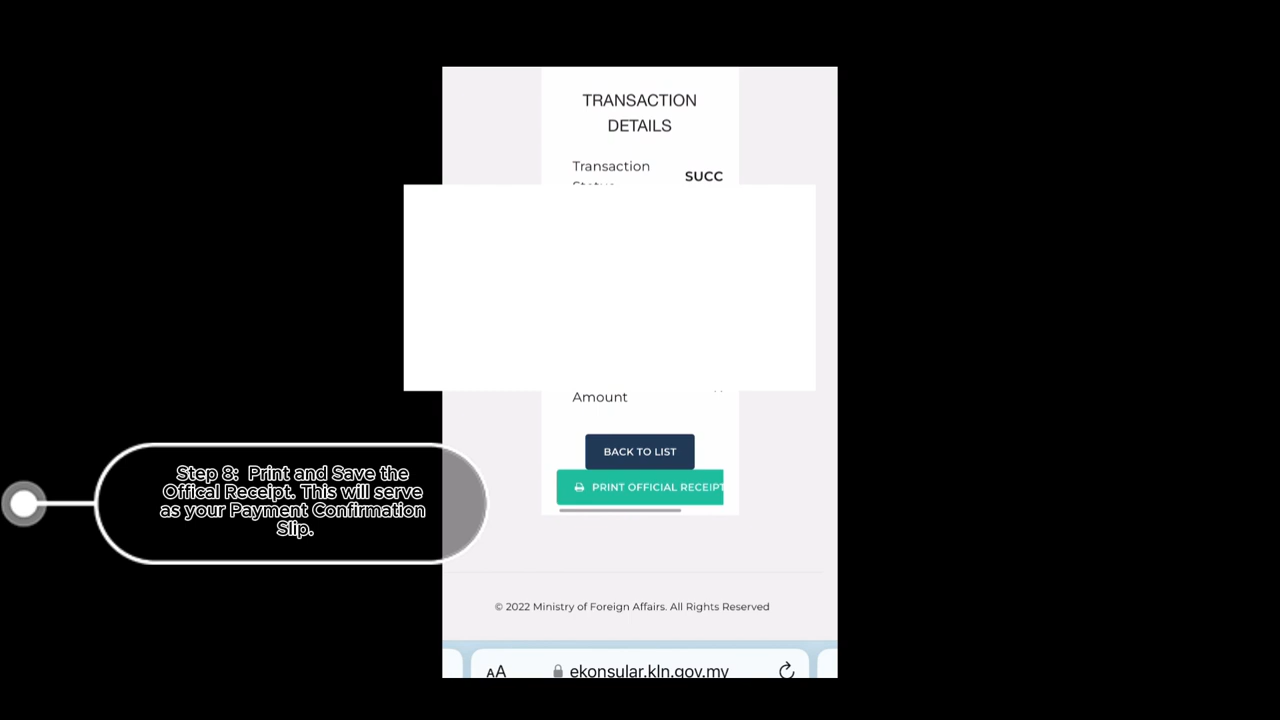 TRANSACTION
DETAILS
Transaction
SUCC
Amount
BACK TO LIST
PRINT OFFICIAL RECEIPT
Step 8: Print and Save the
Offical Receipt. This will serve
as your Payment Confirmation
Slip.
© 2022 Ministry of Foreign Affairs. All Rights Reserved
AA
ekonsular.kln.gov.my